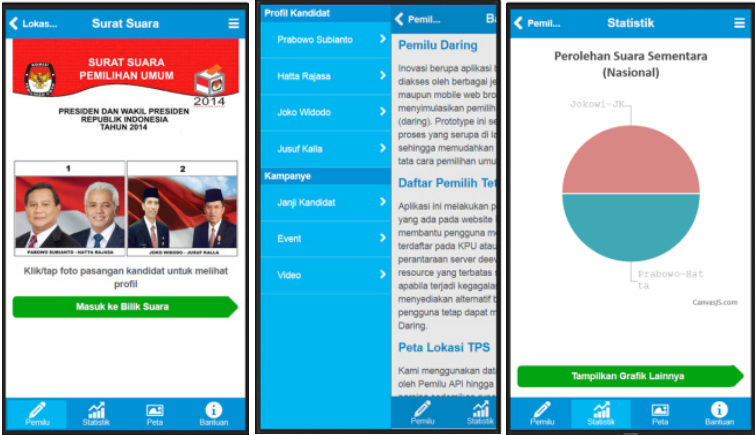 Lokas...
Surat Suara
SURAT SUARA
PEMILIHAN UMUM
2014
PRESIDEN DAN WAKIL PRESIDEN
REPUBLIK INDONESIA
TAHUN 2014
1
2
PRABOWO SUBIANTO - HATTA RAJASA
JOKO WIDODO - JUSUF KALLA
Klik/tap foto pasangan kandidat untuk melihat
profil
Masuk ke Bilik Suara
Pemilu
Statistik
Peta
Bantuan
Profil Kandidat
Prabowo Subianto
Hatta Rajasa
Joko Widodo
Jusuf Kalla
Kampanye
Janji Kandidat
Event
Video
Pemil...
Pemilu Daring
Inovasi berupa aplikasi
diakses oleh berbagai je
maupun mobile web bro
menyimulasikan pemilih
(daring). Prototype ini se
proses yang serupa di la
sehingga memudahkan
tata cara pemilihan umu
Daftar Pemilih Tet
Aplikasi ini melakukan p
yang ada pada website
membantu pengguna me
terdaftar pada KPU atau
perantaraan server deev
resource yang terbatas
apabila terjadi kegagala
menyediakan alternatif b
pengguna tetap dapat m
Daring.
Peta Lokasi TPS
Kami menggunakan data
oleh Pemilu API hingga
Pemilu
Statistik
Pemil...
Statistik
Perolehan Suara Sementara
(Nasional)
Jokowi-JK
Prabowo-Hat
ta
CanvasJS.com
Tampilkan Grafik Lainnya
Pemilu
Statistik
Peta
Bantuan